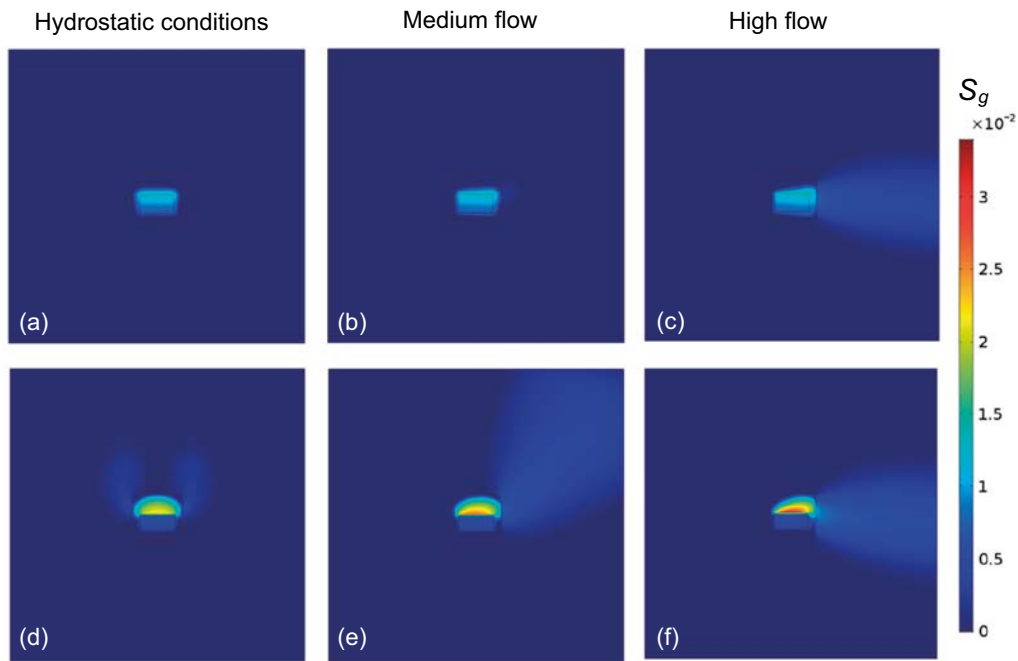 Hydrostatic conditions Medium flow High flow
S_g
×10⁻²
3
2.5
2
1.5
1
0.5
0
(a) (b) (c)
(d) (e) (f)